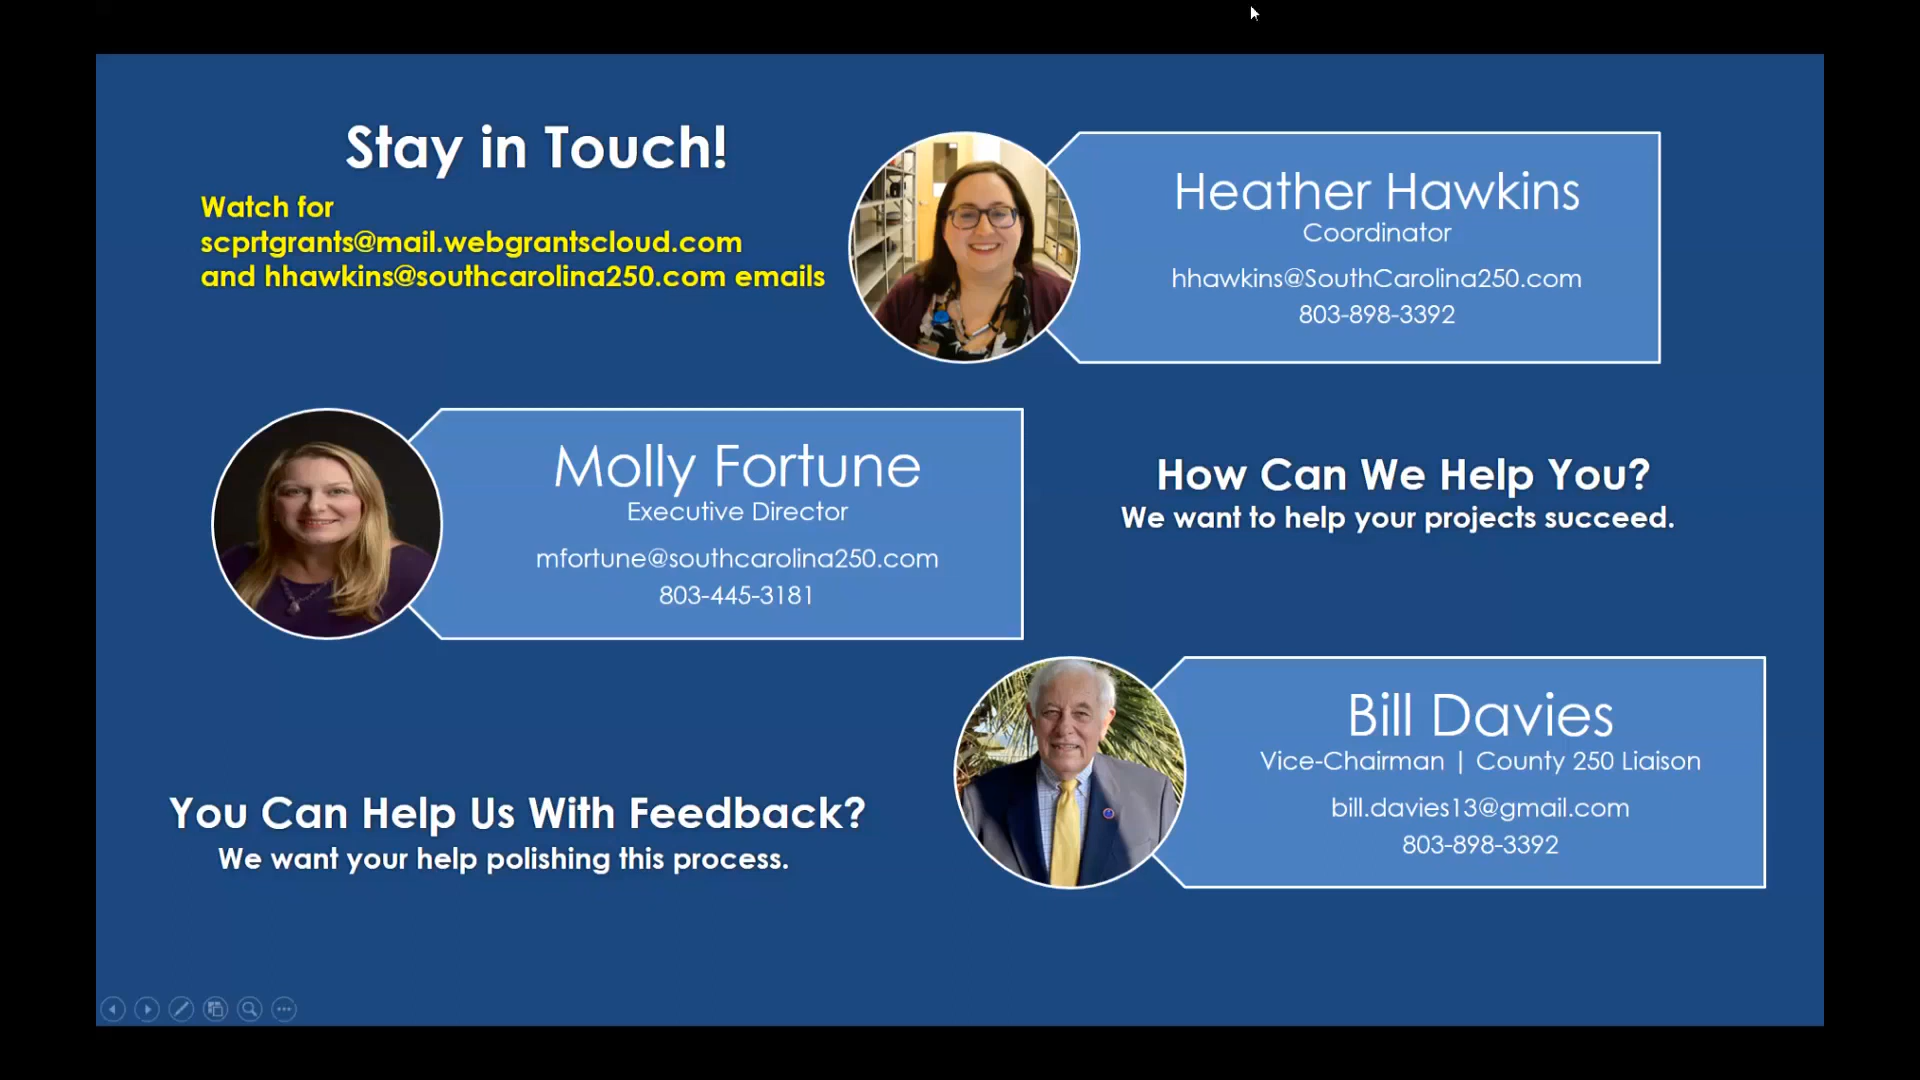 Stay in Touch!
Watch for
scprtgrants@mail.webgrantscloud.com
and hhawkins@southcarolina250.com emails
Heather Hawkins
Coordinator
hhawkins@SouthCarolina250.com
803-898-3392
Molly Fortune
Executive Director
mfortune@southcarolina250.com
803-445-3181
How Can We Help You?
We want to help your projects succeed.
Bill Davies
Vice-Chairman | County 250 Liaison
bill.davies13@gmail.com
803-898-3392
You Can Help Us With Feedback?
We want your help polishing this process.